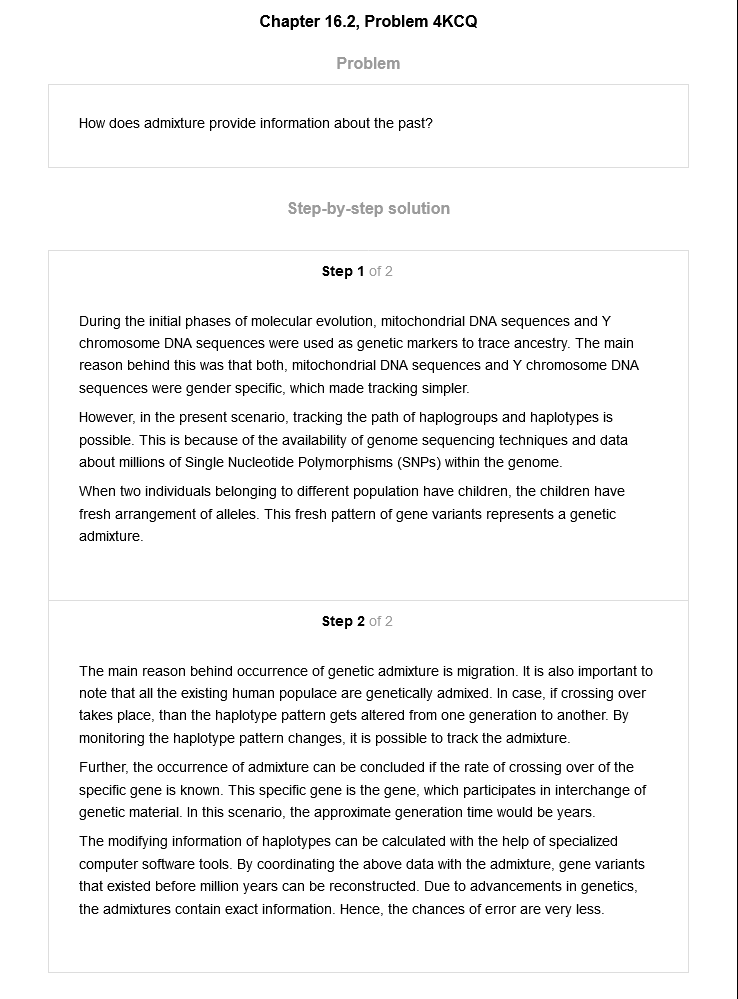 Chapter 16.2, Problem 4KCQ
Problem
How does admixture provide information about the past?
Step-by-step solution
Step 1 of 2
During the initial phases of molecular evolution, mitochondrial DNA sequences and Y
chromosome DNA sequences were used as genetic markers to trace ancestry. The main
reason behind this was that both, mitochondrial DNA sequences and Y chromosome DNA
sequences were gender specific, which made tracking simpler.
However, in the present scenario, tracking the path of haplogroups and haplotypes is
possible. This is because of the availability of genome sequencing techniques and data
about millions of Single Nucleotide Polymorphisms (SNPs) within the genome.
When two individuals belonging to different population have children, the children have
fresh arrangement of alleles. This fresh pattern of gene variants represents a genetic
admixture.
Step 2 of 2
The main reason behind occurrence of genetic admixture is migration. It is also important to
note that all the existing human populace are genetically admixed. In case, if crossing over
takes place, than the haplotype pattern gets altered from one generation to another. By
monitoring the haplotype pattern changes, it is possible to track the admixture.
Further, the occurrence of admixture can be concluded if the rate of crossing over of the
specific gene is known. This specific gene is the gene, which participates in interchange of
genetic material. In this scenario, the approximate generation time would be years.
The modifying information of haplotypes can be calculated with the help of specialized
computer software tools. By coordinating the above data with the admixture, gene variants
that existed before million years can be reconstructed. Due to advancements in genetics,
the admixtures contain exact information. Hence, the chances of error are very less.